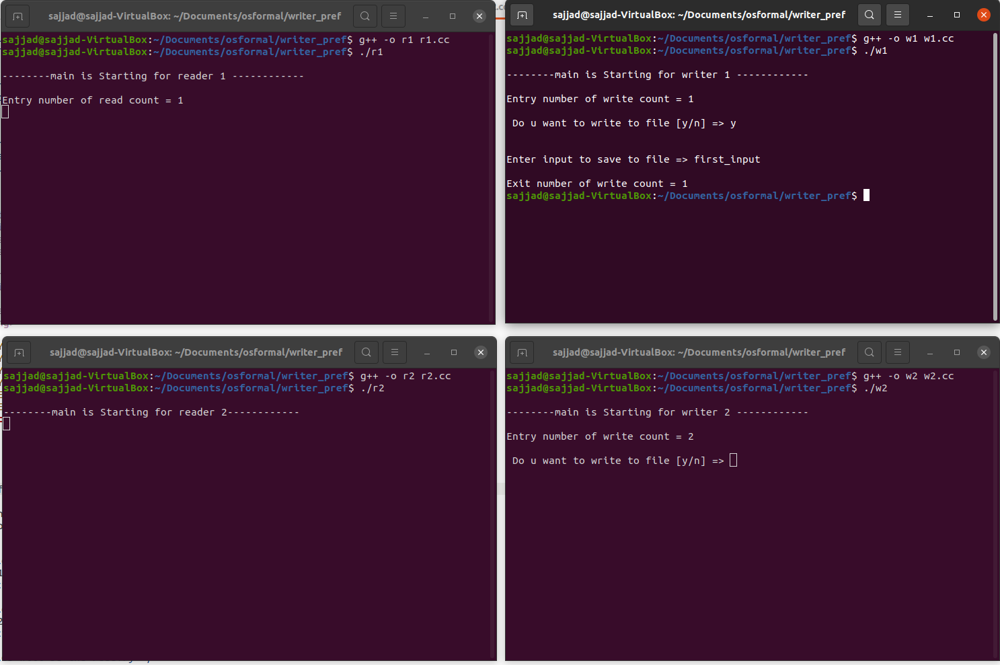 sajjad@sajjad-VirtualBox: ~/Documents/osformal/writer_pref
sajjad@sajjad-VirtualBox:~/Documents/osformal/writer_pref$ g++ -o r1 r1.cc
sajjad@sajjad-VirtualBox:~/Documents/osformal/writer_pref$ ./r1
--------main is Starting for reader 1 ------------
Entry number of read count = 1
sajjad@sajjad-VirtualBox: ~/Documents/osformal/writer_pref
sajjad@sajjad-VirtualBox:~/Documents/osformal/writer_pref$ g++ -o w1 w1.cc
sajjad@sajjad-VirtualBox:~/Documents/osformal/writer_pref$ ./w1
--------main is Starting for writer 1 ------------
Entry number of write count = 1
Do u want to write to file [y/n] => y
Enter input to save to file => first_input
Exit number of write count = 1
sajjad@sajjad-VirtualBox:~/Documents/osformal/writer_pref$
sajjad@sajjad-VirtualBox: ~/Documents/osformal/writer_pref
sajjad@sajjad-VirtualBox:~/Documents/osformal/writer_pref$ g++ -o r2 r2.cc
sajjad@sajjad-VirtualBox:~/Documents/osformal/writer_pref$ ./r2
--------main is Starting for reader 2------------
sajjad@sajjad-VirtualBox: ~/Documents/osformal/writer_pref
sajjad@sajjad-VirtualBox:~/Documents/osformal/writer_pref$ g++ -o w2 w2.cc
sajjad@sajjad-VirtualBox:~/Documents/osformal/writer_pref$ ./w2
--------main is Starting for writer 2 ------------
Entry number of write count = 2
Do u want to write to file [y/n] =>